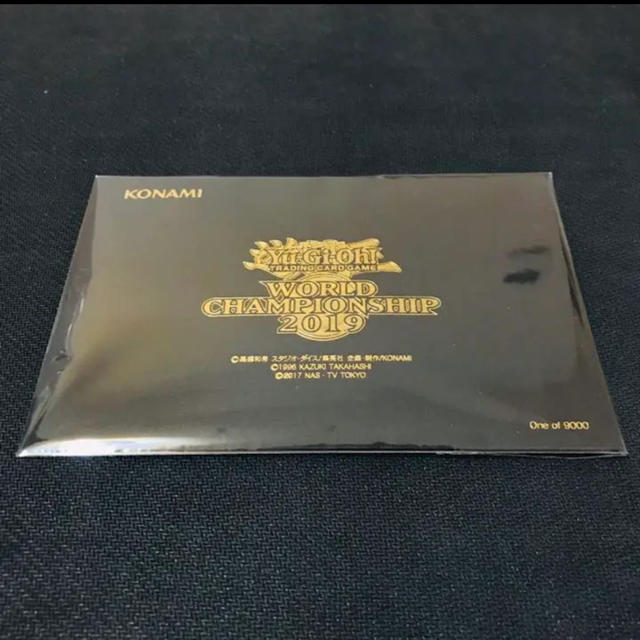 KONAMI
Yu-Gi-Oh!
TRADING CARD GAME
WORLD
CHAMPIONSHIP
2019
©高橋和希 スタジオ・ダイス/集英社 企画・制作/KONAMI
©1996 KAZUKI TAKAHASHI
©2017 NAS・TV TOKYO
One of 9000